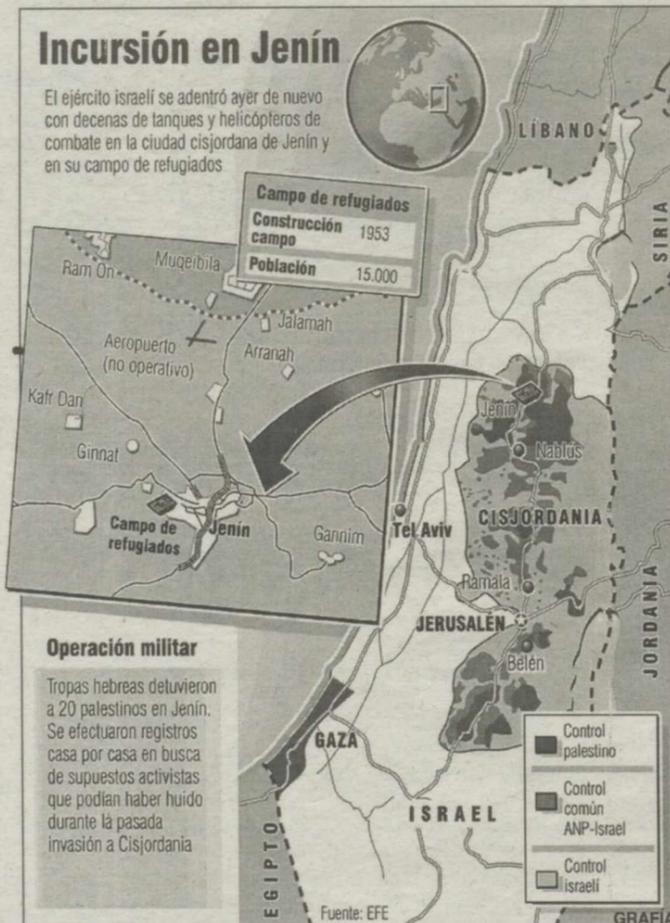 Incursión en Jenín
El ejército israelí se adentró ayer de nuevo
con decenas de tanques y helicópteros de
combate en la ciudad cisjordana de Jenín y
en su campo de refugiados
Campo de refugiados
Construcción campo 1953
Población 15.000
Ram On
Muqeibila
Jalamah
Aeropuerto
(no operativo)
Arranah
Kafr Dan
Ginnat
Campo de
refugiados
Jenín
Gannim
LÍBANO
SIRIA
Jenín
Nablús
Tel Aviv
CISJORDANIA
Ramala
JERUSALÉN
Belén
JORDANIA
GAZA
ISRAEL
EGIPTO
Operación militar
Tropas hebreas detuvieron
a 20 palestinos en Jenín.
Se efectuaron registros
casa por casa en busca
de supuestos activistas
que podían haber huido
durante la pasada
invasión a Cisjordania
Control
palestino
Control
común
ANP-Israel
Control
israelí
Fuente: EFE